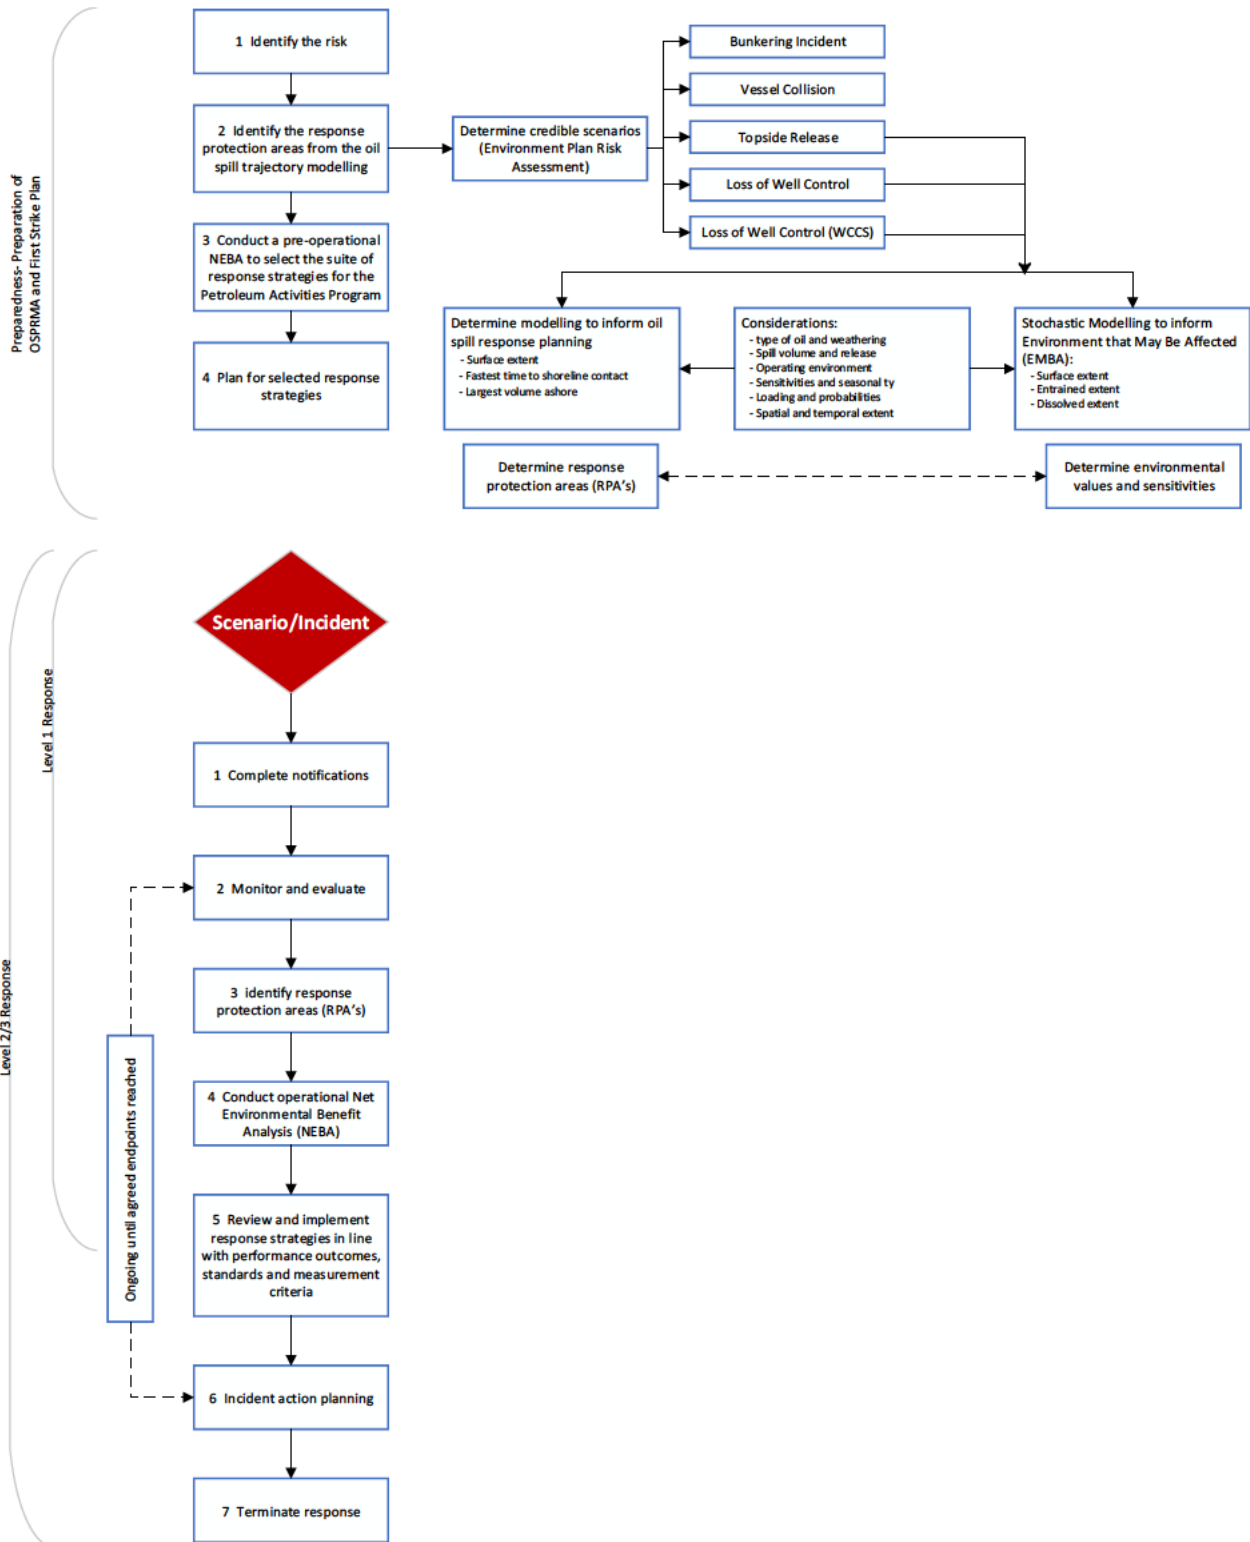 Preparedness- Preparation of
OSPRMA and First Strike Plan
1 Identify the risk
2 Identify the response
protection areas from the oil
spill trajectory modelling
3 Conduct a pre-operational
NEBA to select the suite of
response strategies for the
Petroleum Activities Program
4 Plan for selected response
strategies
Determine credible scenarios
(Environment Plan Risk
Assessment)
Bunkering Incident
Vessel Collision
Topside Release
Loss of Well Control
Loss of Well Control (WCCS)
Determine modelling to inform oil
spill response planning
- Surface extent
- Fastest time to shoreline contact
- Largest volume ashore
Considerations:
- type of oil and weathering
- Spill volume and release
- Operating environment
- Sensitivities and seasonal ty
- Loading and probabilities
- Spatial and temporal extent
Stochastic Modelling to inform
Environment that May Be Affected
(EMBA):
- Surface extent
- Entrained extent
- Dissolved extent
Determine response
protection areas (RPA's)
Determine environmental
values and sensitivities
Level 2/3 Response
Level 1 Response
Scenario/Incident
1 Complete notifications
2 Monitor and evaluate
3 identify response
protection areas (RPA's)
4 Conduct operational Net
Environmental Benefit
Analysis (NEBA)
5 Review and implement
response strategies in line
with performance outcomes,
standards and measurement
criteria
6 Incident action planning
7 Terminate response
Ongoing until agreed endpoints reached